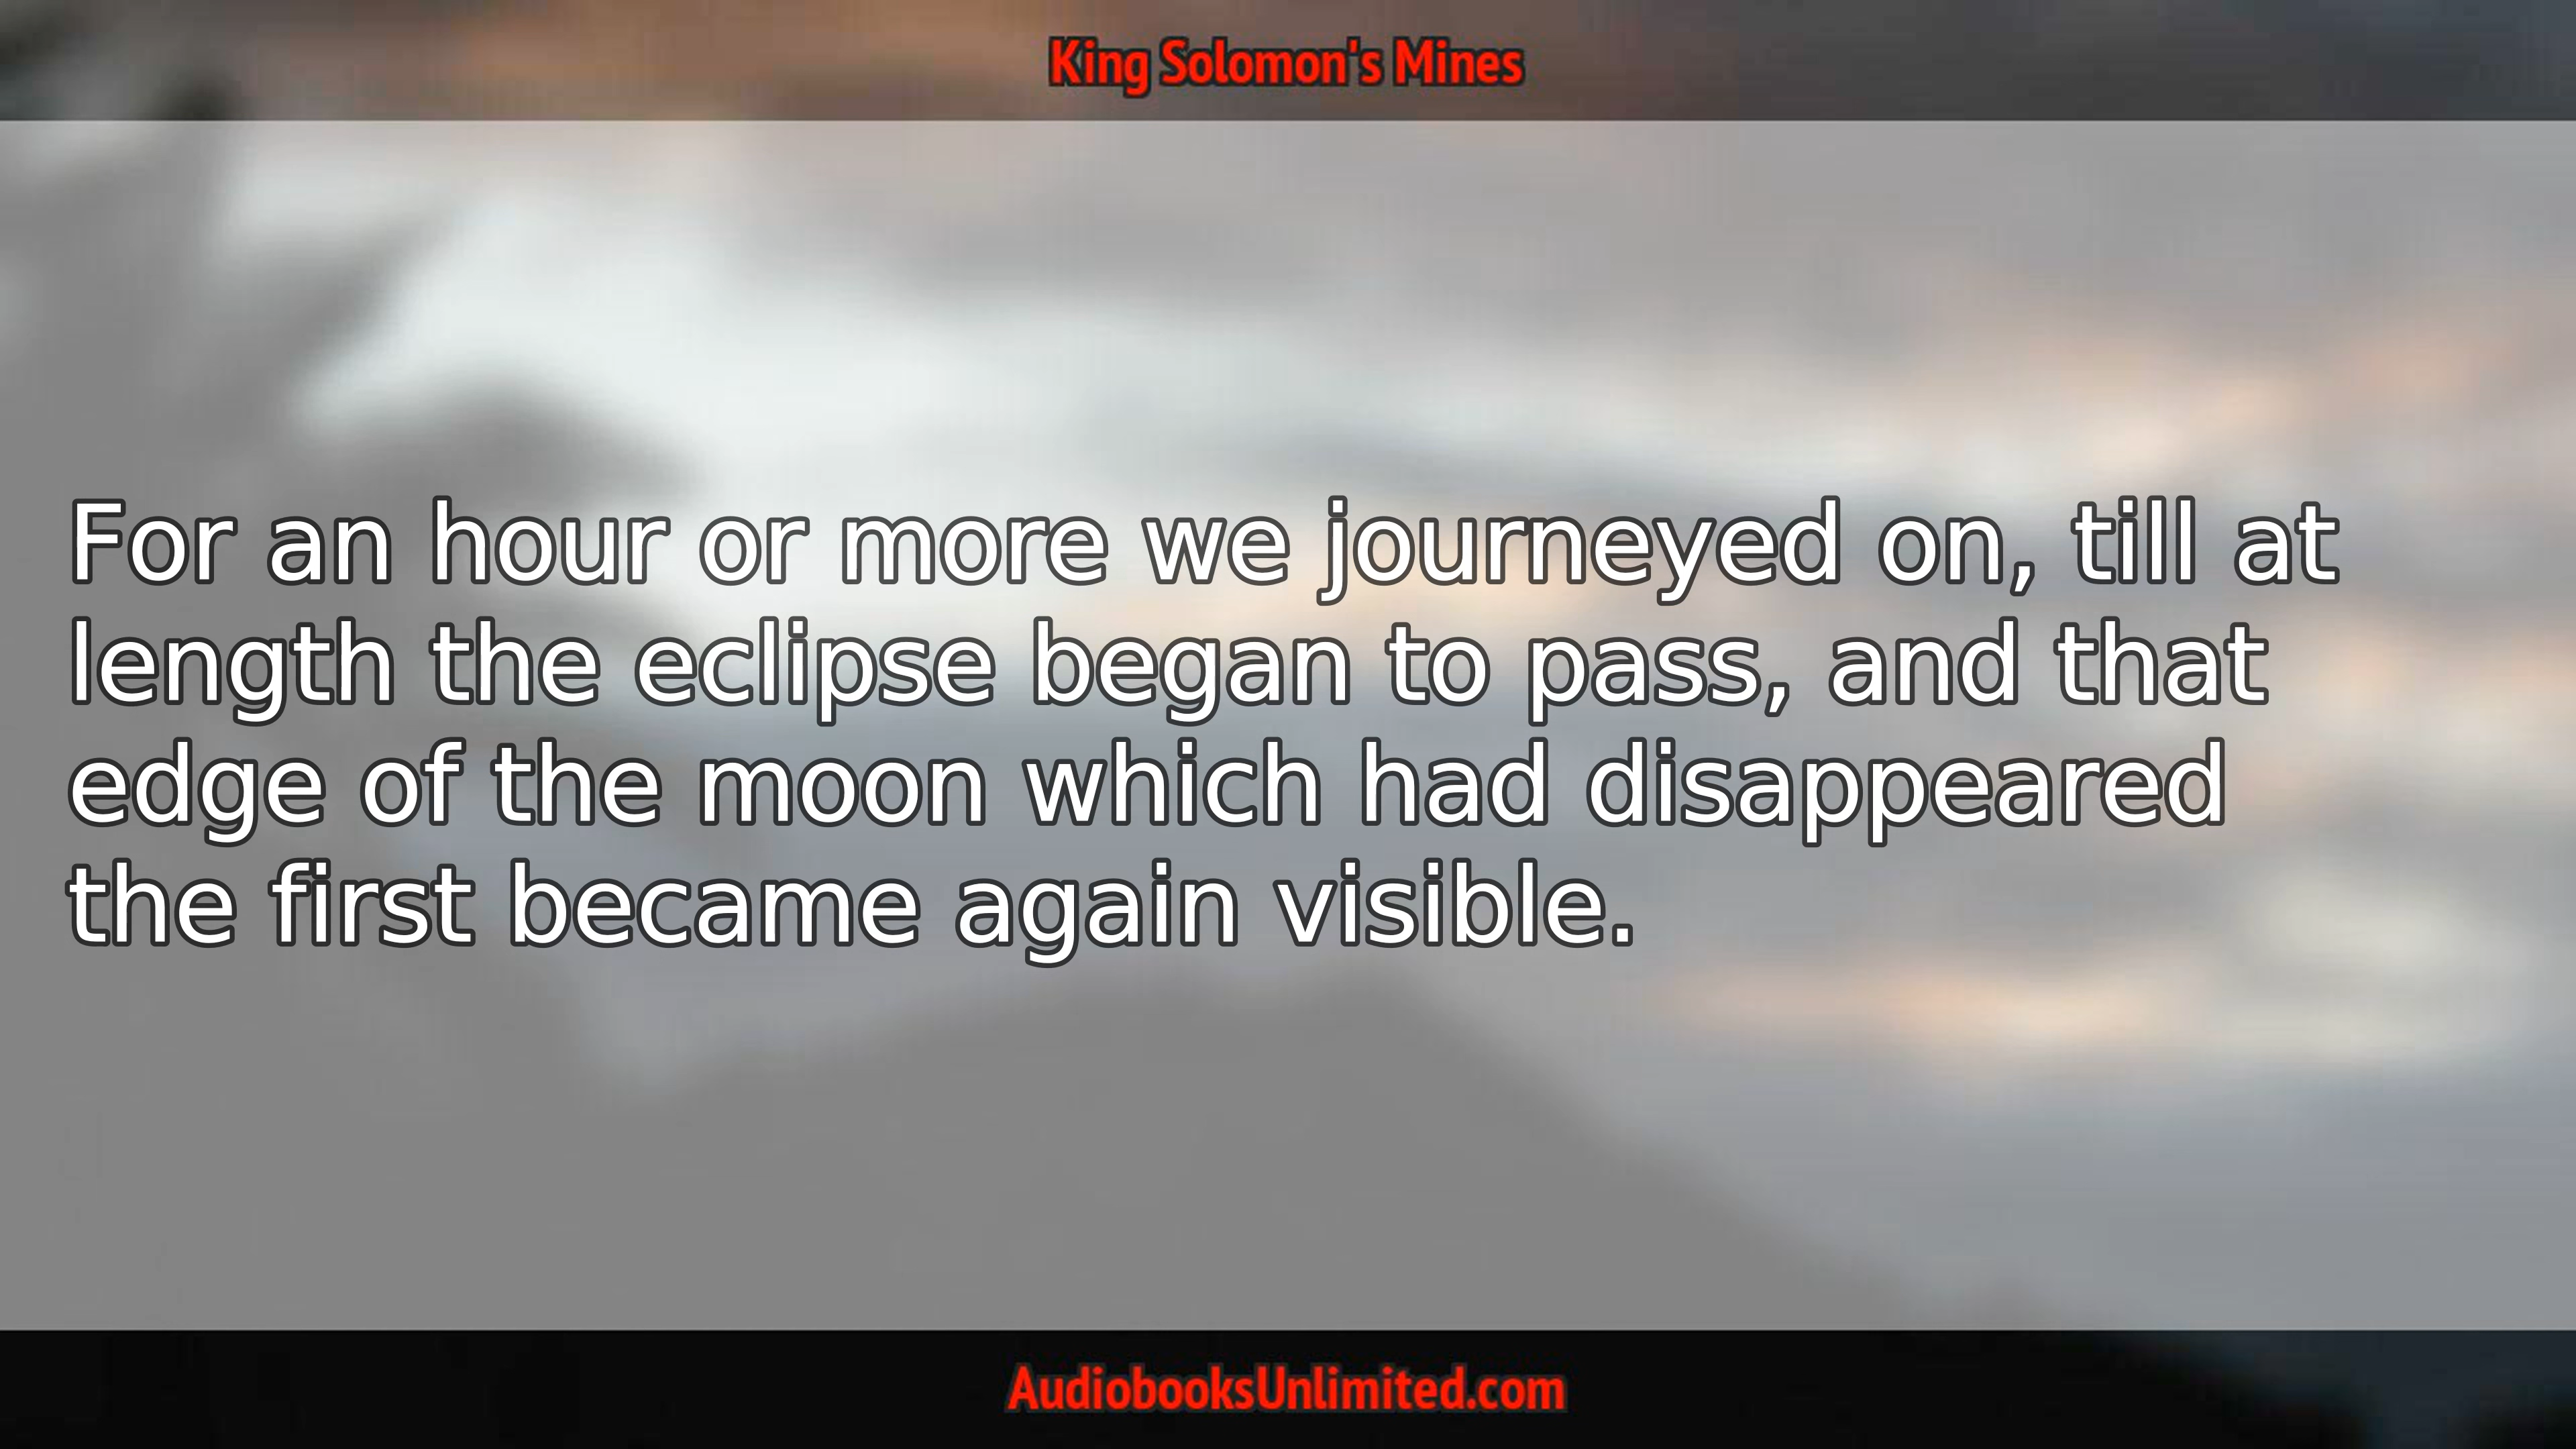 King Solomon's Mines
For an hour or more we journeyed on, till at
length the eclipse began to pass, and that
edge of the moon which had disappeared
the first became again visible.
AudiobooksUnlimited.com